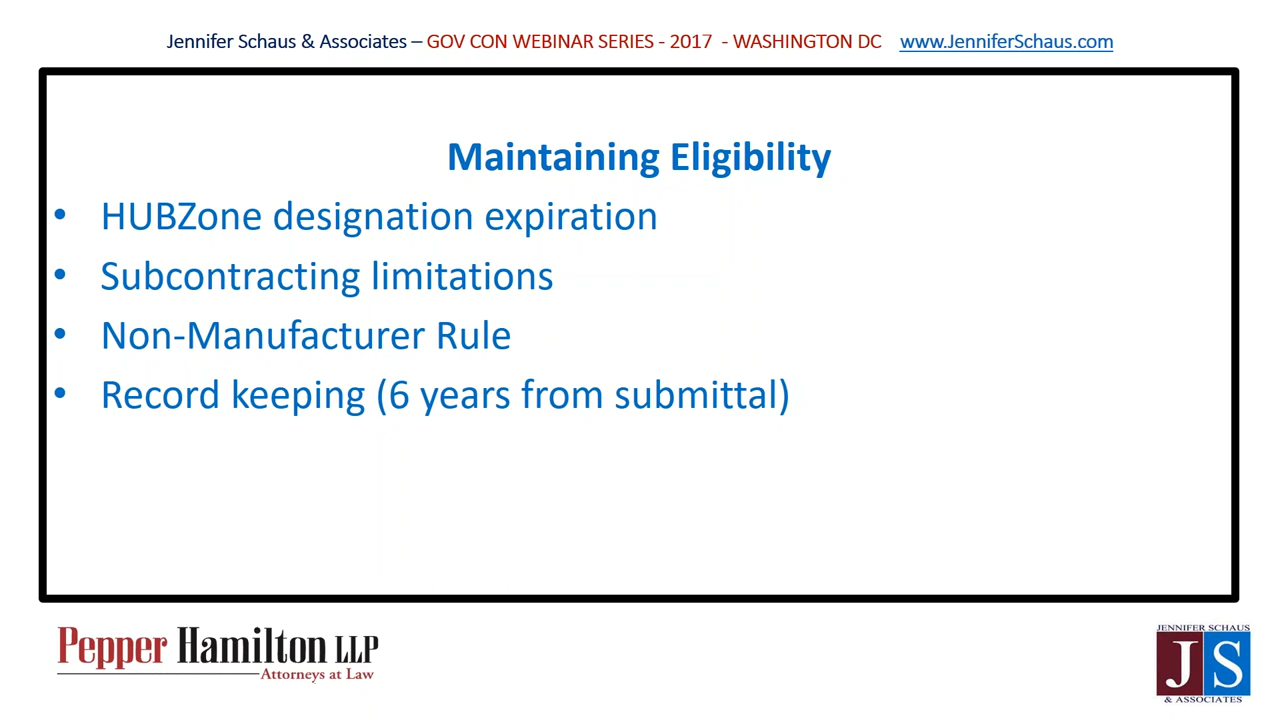 Jennifer Schaus & Associates – GOV CON WEBINAR SERIES - 2017 - WASHINGTON DC www.JenniferSchaus.com
Maintaining Eligibility
• HUBZone designation expiration
• Subcontracting limitations
• Non-Manufacturer Rule
• Record keeping (6 years from submittal)
Pepper Hamilton LLP
Attorneys at Law
JENNIFER SCHAUS
JS
& ASSOCIATES